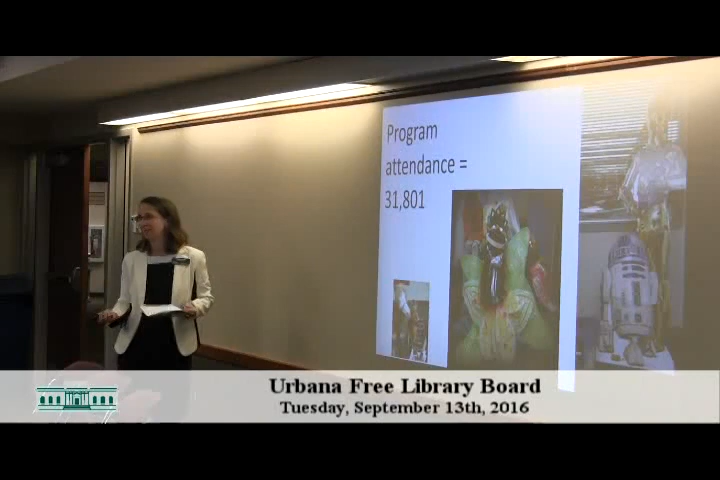 Program
attendance =
31,801
Urbana Free Library Board
Tuesday, September 13th, 2016